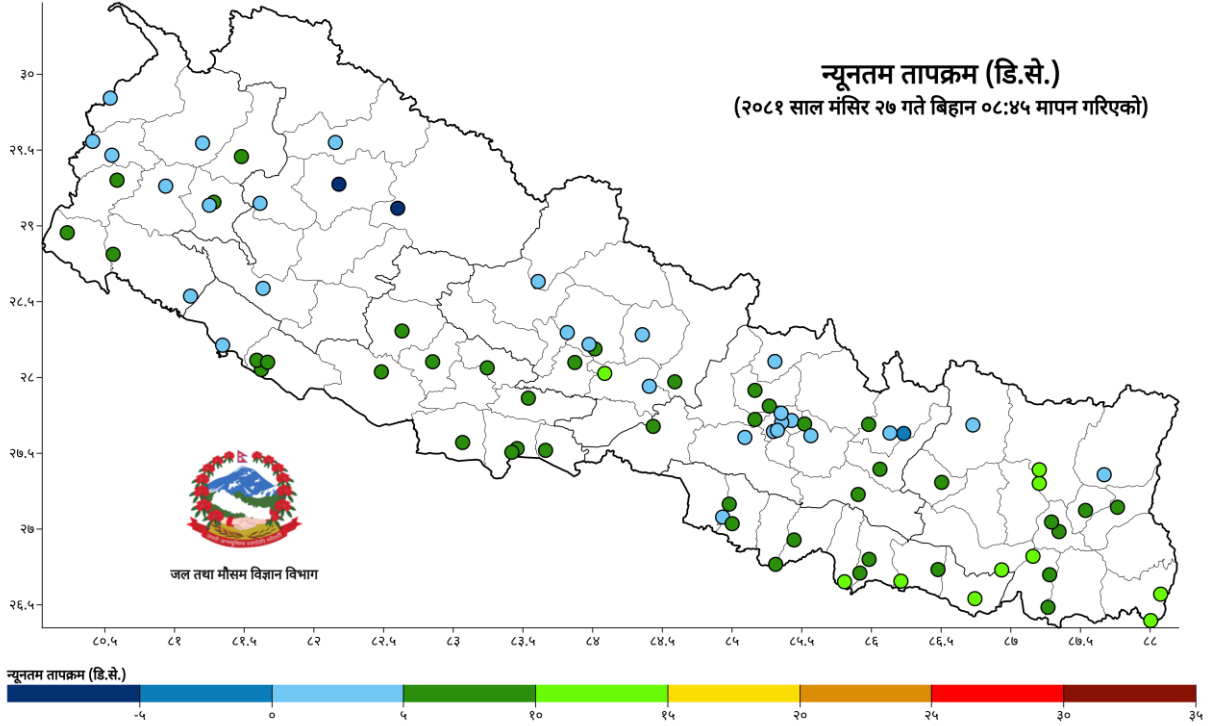 न्यूनतम तापक्रम (डि.से.)
(२०८१ साल मंसिर २७ गते बिहान ०८:४५ मापन गरिएको)
३०
२९.५
२९
२८.५
२८
२७.५
२७
२६.५
जल तथा मौसम विज्ञान विभाग
८०.५ ८१ ८१.५ ८२ ८२.५ ८३ ८३.५ ८४ ८४.५ ८५ ८५.५ ८६ ८६.५ ८७ ८७.५ ८८
न्यूनतम तापक्रम (डि.से.)
-५ ० ५ १० १५ २० २५ ३० ३५